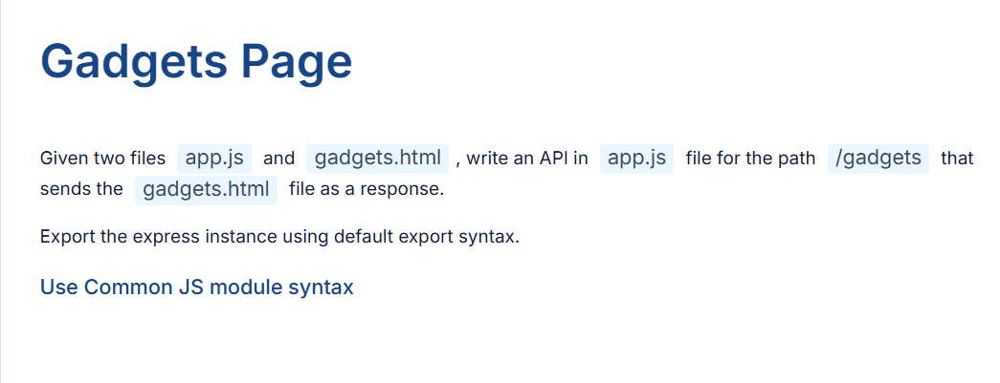 Gadgets Page
Given two files app.js and gadgets.html , write an API in app.js file for the path /gadgets that
sends the gadgets.html file as a response.
Export the express instance using default export syntax.
Use Common JS module syntax